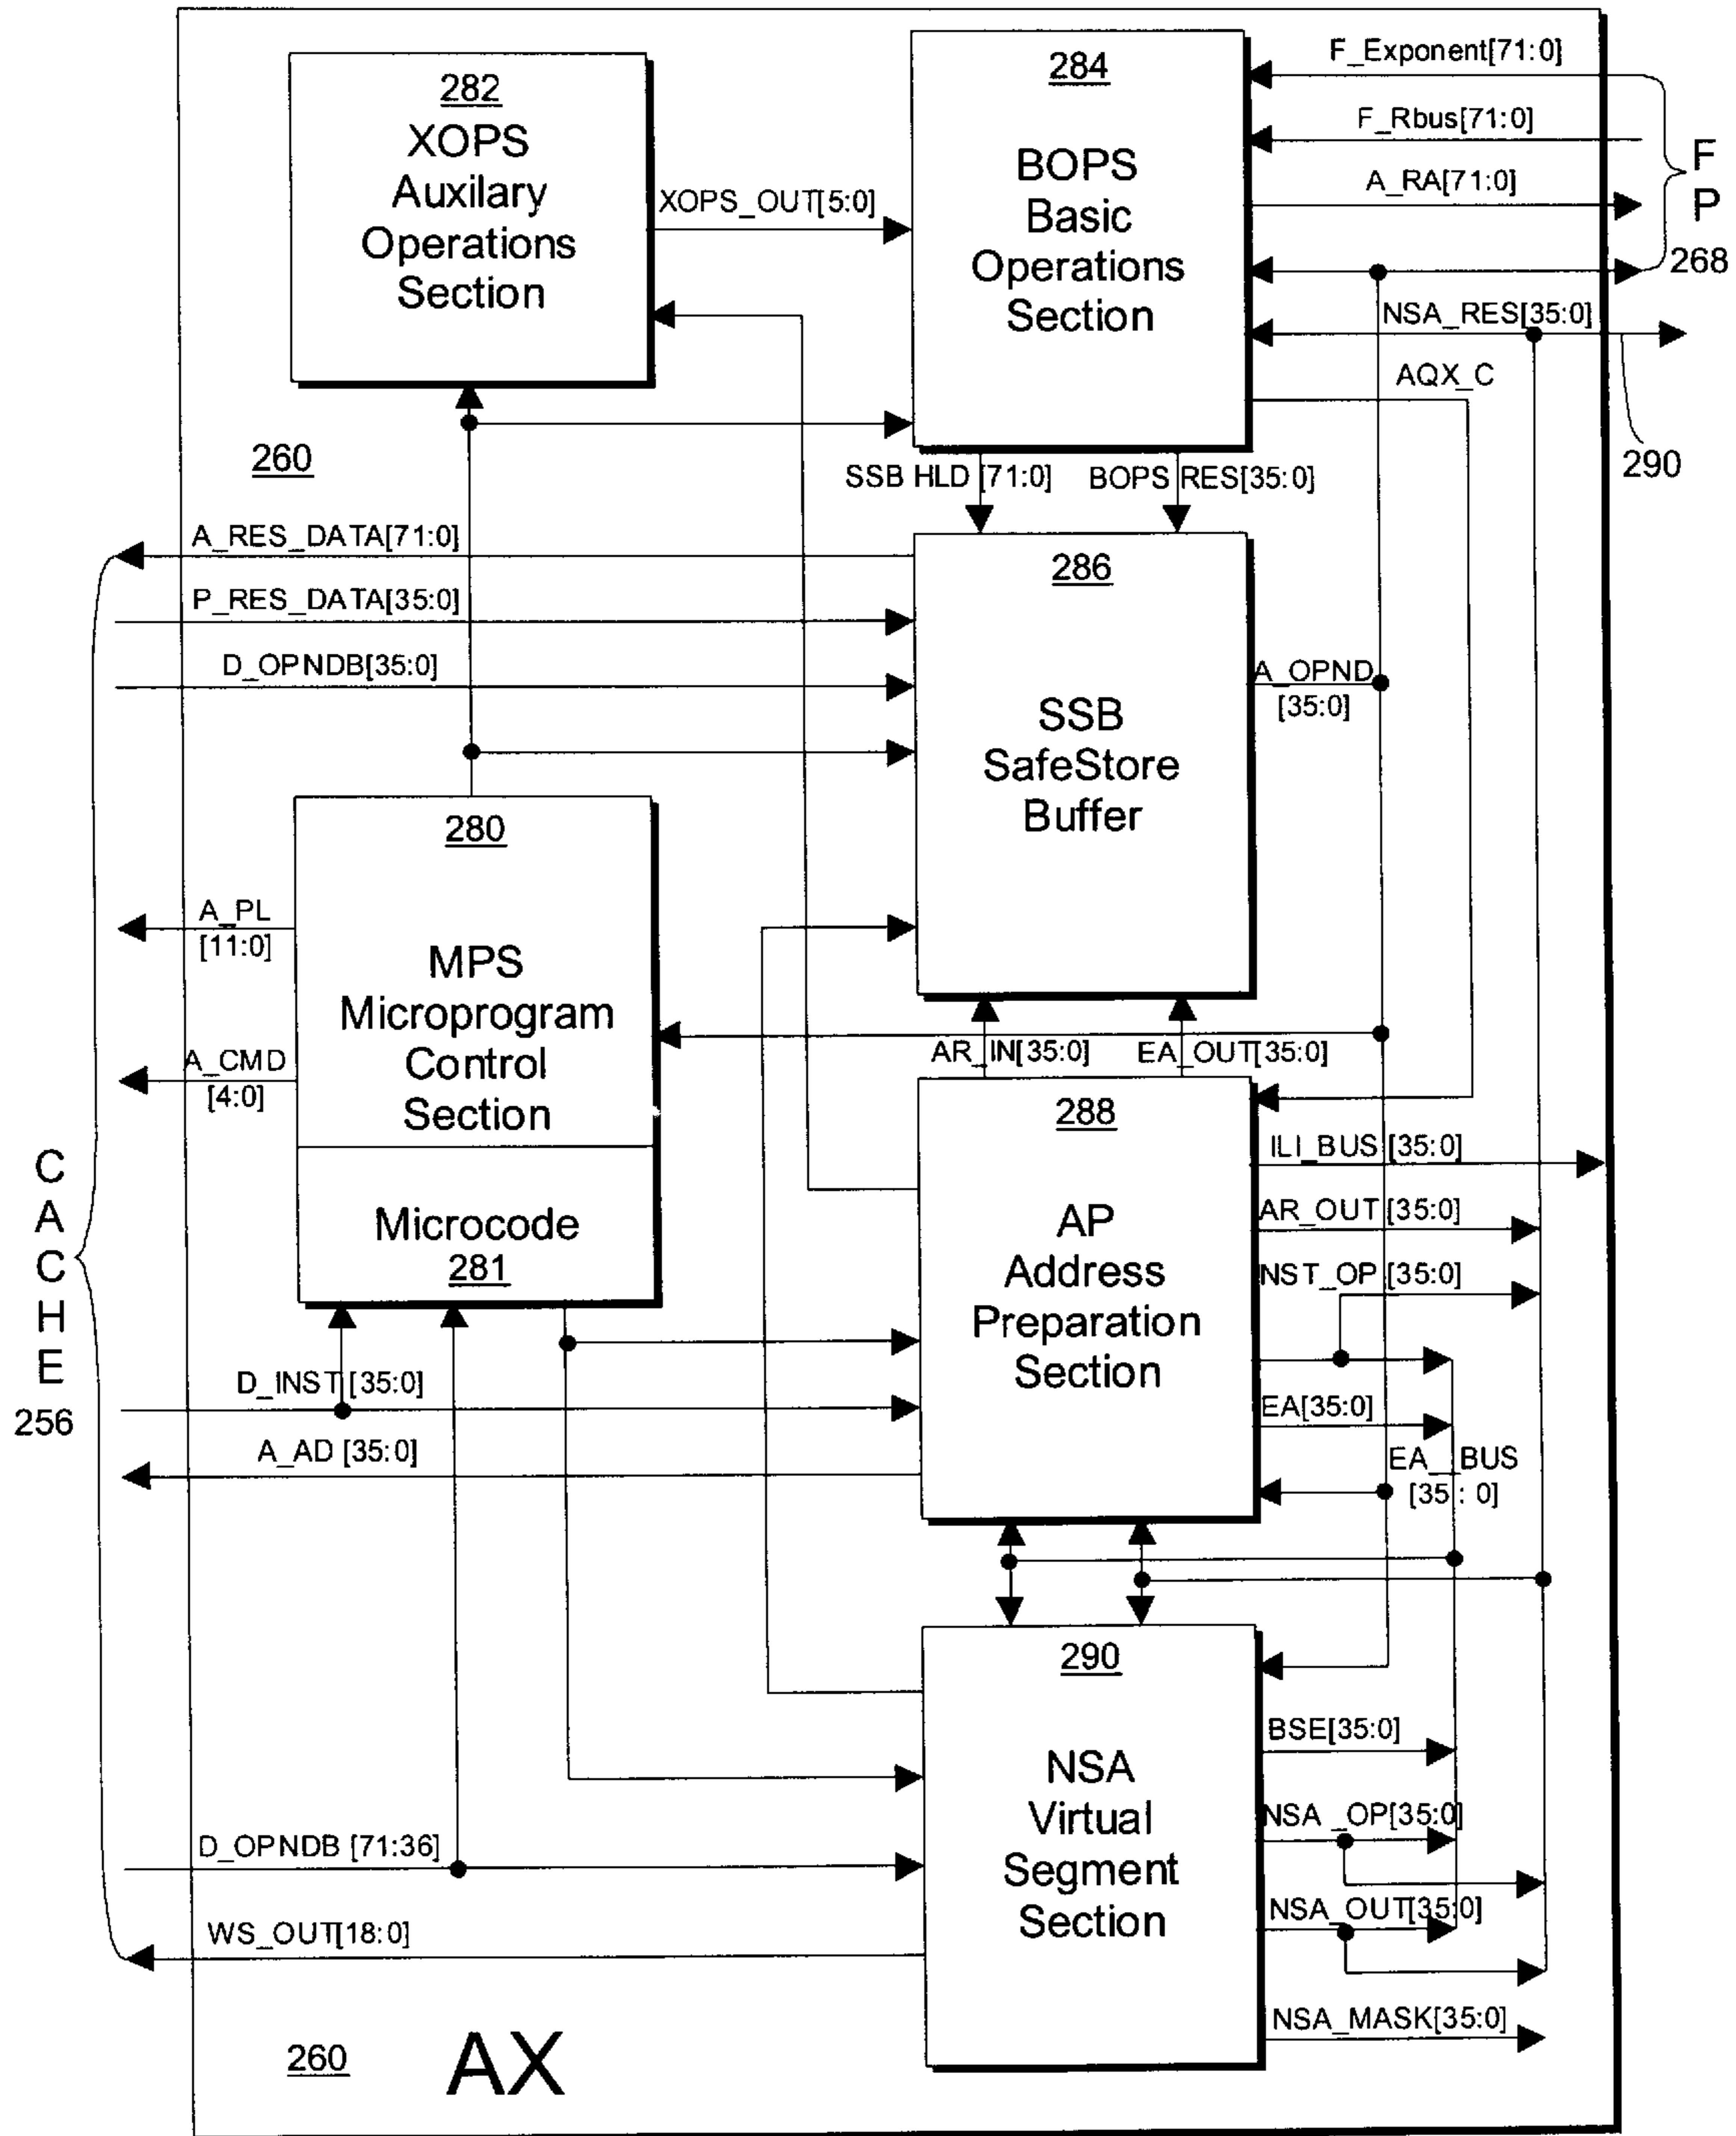 282
XOPS
Auxilary
Operations
Section
284
BOPS
Basic
Operations
Section
F_Exponent[71:0]
F_Rbus[71:0]
A_RA[71:0]
F
P
268
XOPS_OUT[5:0]
NSA_RES[35:0]
AQX_C
290
260
SSB HLD [71:0]
BOPS RES[35:0]
A_RES_DATA[71:0]
P_RES_DATA[35:0]
D_OPNDB[35:0]
286
SSB
SafeStore
Buffer
A_OPND
[35:0]
280
MPS
Microprogram
Control
Section
A_PL
[11:0]
A_CMD
[4:0]
Microcode
281
AR_IN[35:0]
EA_OUT[35:0]
288
AP
Address
Preparation
Section
ILI_BUS [35:0]
AR_OUT [35:0]
NST_OP [35:0]
EA[35:0]
EA__BUS
[35 : 0]
C
A
C
H
E
256
D_INST [35:0]
A_AD [35:0]
290
NSA
Virtual
Segment
Section
BSE[35:0]
NSA _OP[35:0]
NSA_OUT[35:0]
NSA_MASK[35:0]
D_OPNDB [71:36]
WS_OUT[18:0]
260
AX